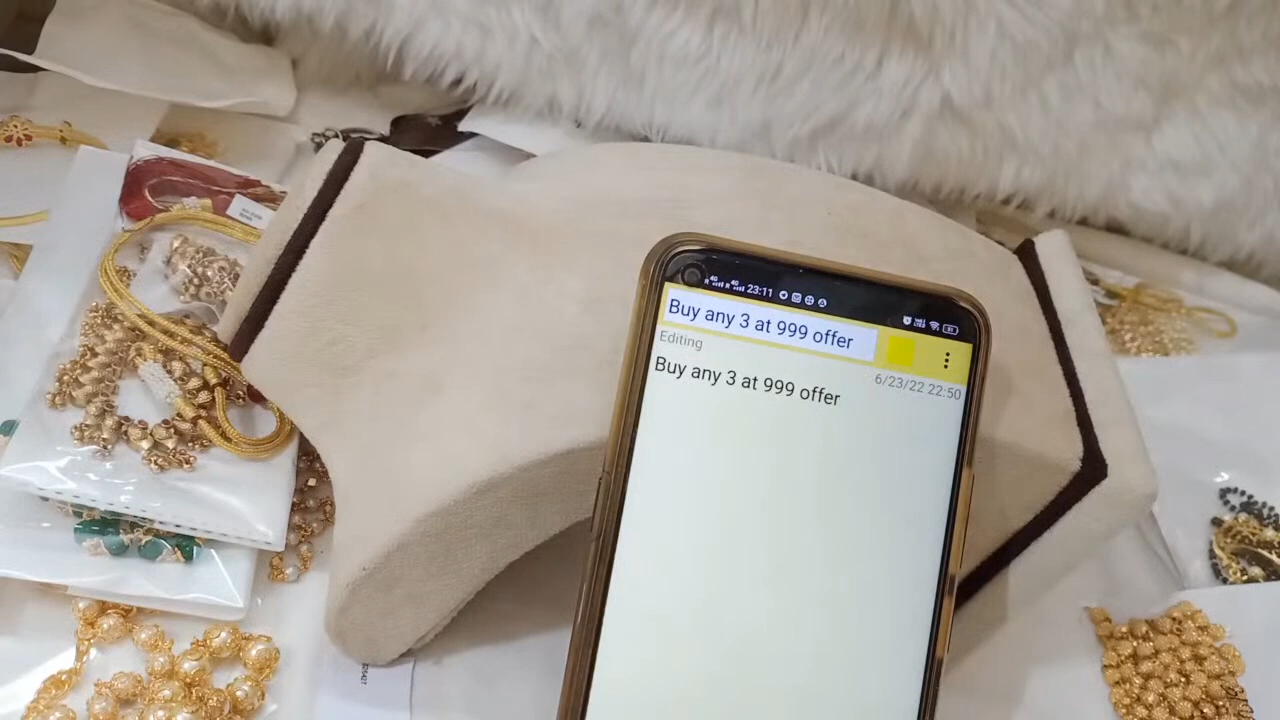 23:11
Buy any 3 at 999 offer
Editing
6/23/22 22:50
Buy any 3 at 999 offer